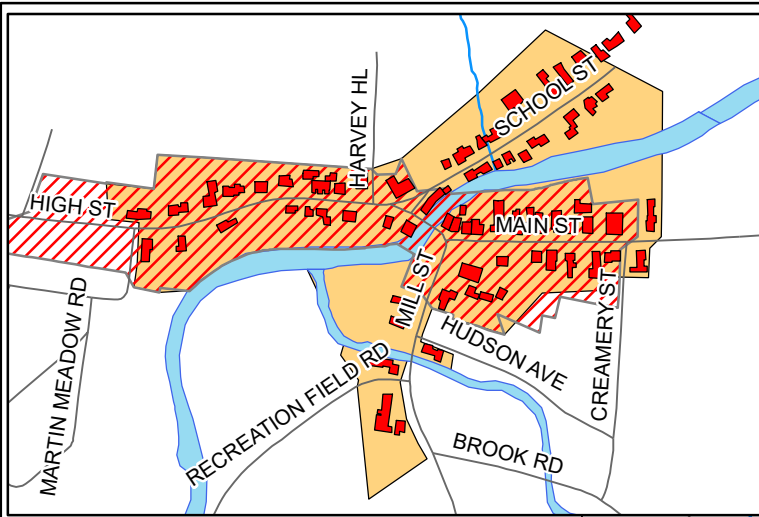 HARVEY HL
SCHOOL ST
HIGH ST
MAIN ST
MILL ST
MARTIN MEADOW RD
HUDSON AVE
CREAMERY ST
RECREATION FIELD RD
BROOK RD